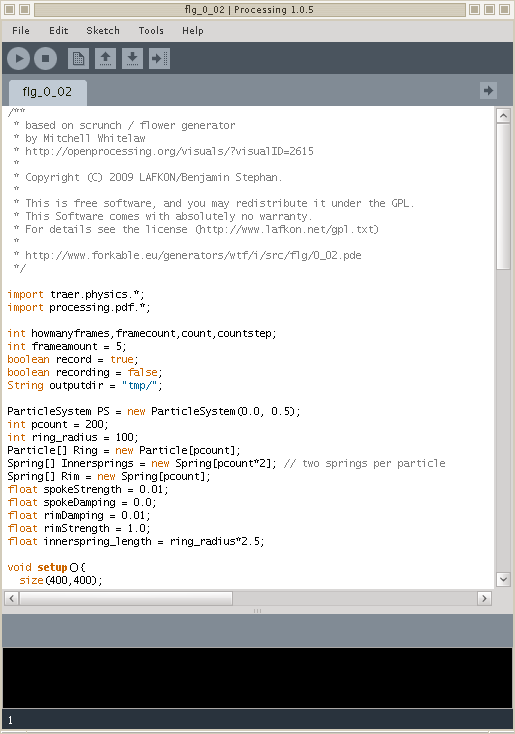 flg_0_02 | Processing 1.0.5
File Edit Sketch Tools Help
flg_0_02
/**
 * based on scrunch / flower generator
 * by Mitchell Whitelaw
 * http://openprocessing.org/visuals/?visualID=2615
 *
 * Copyright (C) 2009 LAFKON/Benjamin Stephan.
 *
 * This is free software, and you may redistribute it under the GPL.
 * This Software comes with absolutely no warranty.
 * For details see the license (http://www.lafkon.net/gpl.txt)
 *
 * http://www.forkable.eu/generators/wtf/i/src/flg/0_02.pde
 */
import traer.physics.*;
import processing.pdf.*;
int howmanyframes,framecount,count,countstep;
int frameamount = 5;
boolean record = true;
boolean recording = false;
String outputdir = "tmp/";
ParticleSystem PS = new ParticleSystem(0.0, 0.5);
int pcount = 200;
int ring_radius = 100;
Particle[] Ring = new Particle[pcount];
Spring[] Innersprings = new Spring[pcount*2]; // two springs per particle
Spring[] Rim = new Spring[pcount];
float spokeStrength = 0.01;
float spokeDamping = 0.0;
float rimDamping = 0.01;
float rimStrength = 1.0;
float innerspring_length = ring_radius*2.5;
void setup(){
  size(400,400);
1